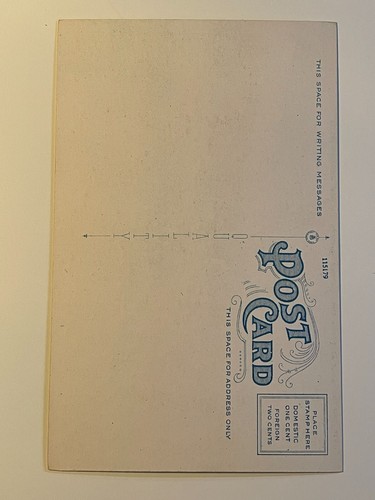 THIS SPACE FOR WRITING MESSAGES
115179
POST
CARD
QUALITY
THIS SPACE FOR ADDRESS ONLY
PLACE
STAMP HERE
DOMESTIC
ONE CENT
FOREIGN
TWO CENTS